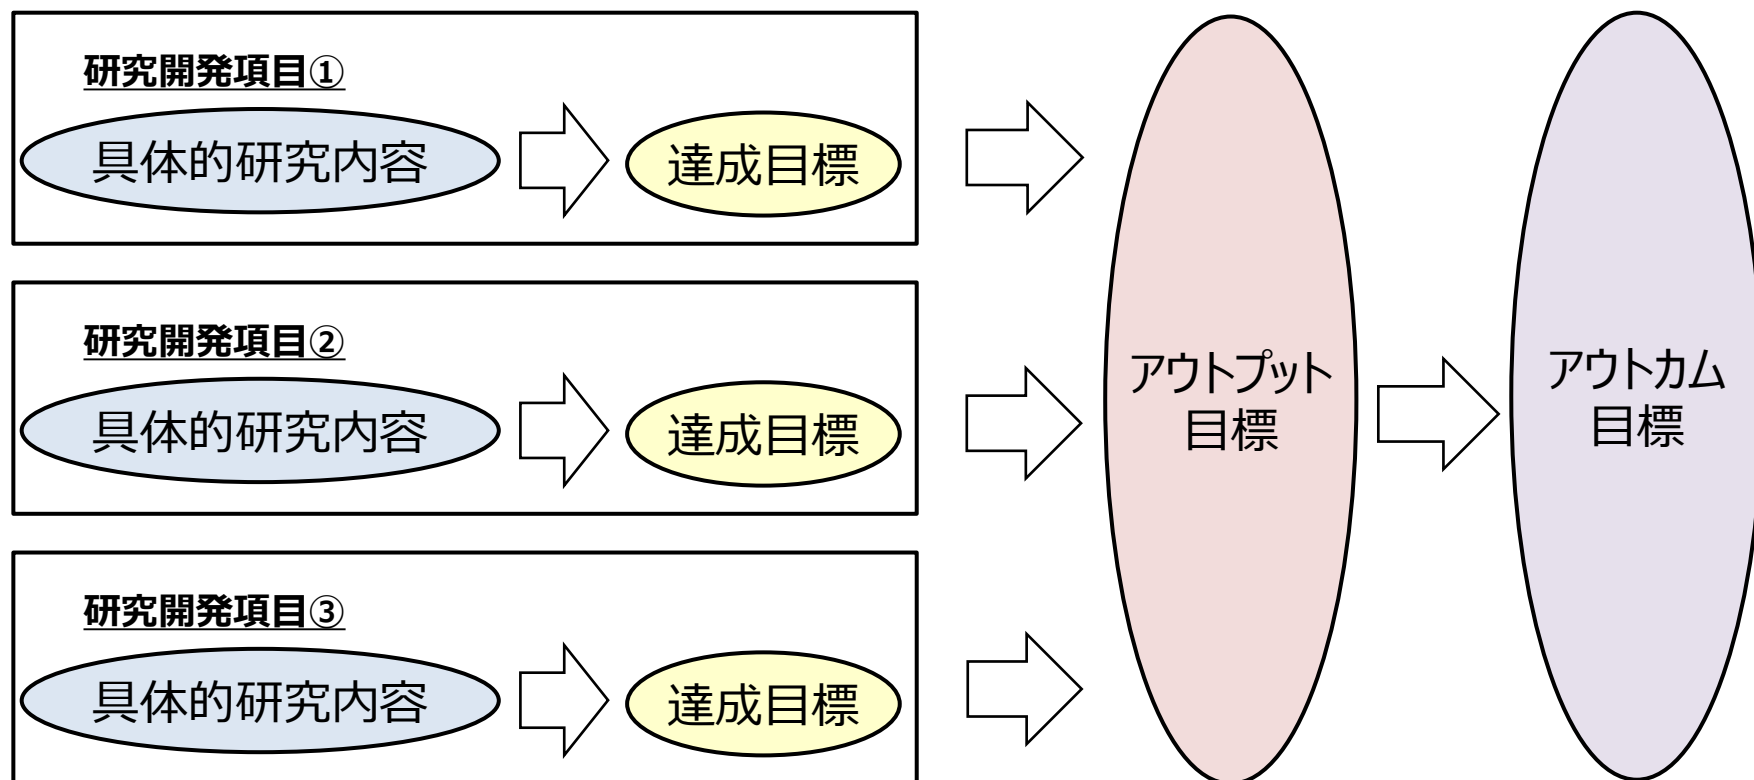 研究開発項目①
具体的研究内容
達成目標
研究開発項目②
具体的研究内容
達成目標
研究開発項目③
具体的研究内容
達成目標
アウトプット
目標
アウトカム
目標